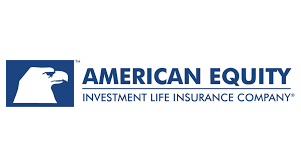 AMERICAN EQUITY
INVESTMENT LIFE INSURANCE COMPANY®